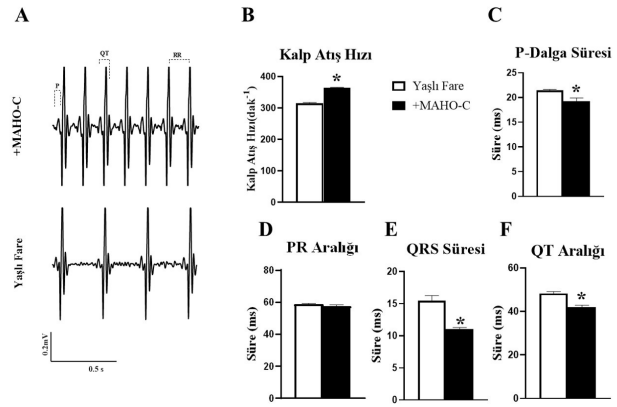 A
P
QT
RR
+MAHO-C
Yaşlı Fare
0.2mV
0.5 s
B
Kalp Atış Hızı
Kalp Atış Hızı(dak⁻¹)
400
300
200
100
0
*
Yaşlı Fare
+MAHO-C
C
P-Dalga Süresi
Süre (ms)
25
20
15
10
5
0
*
D
PR Aralığı
Süre (ms)
80
60
40
20
0
E
QRS Süresi
Süre (ms)
20
15
10
5
0
*
F
QT Aralığı
Süre (ms)
60
40
20
0
*